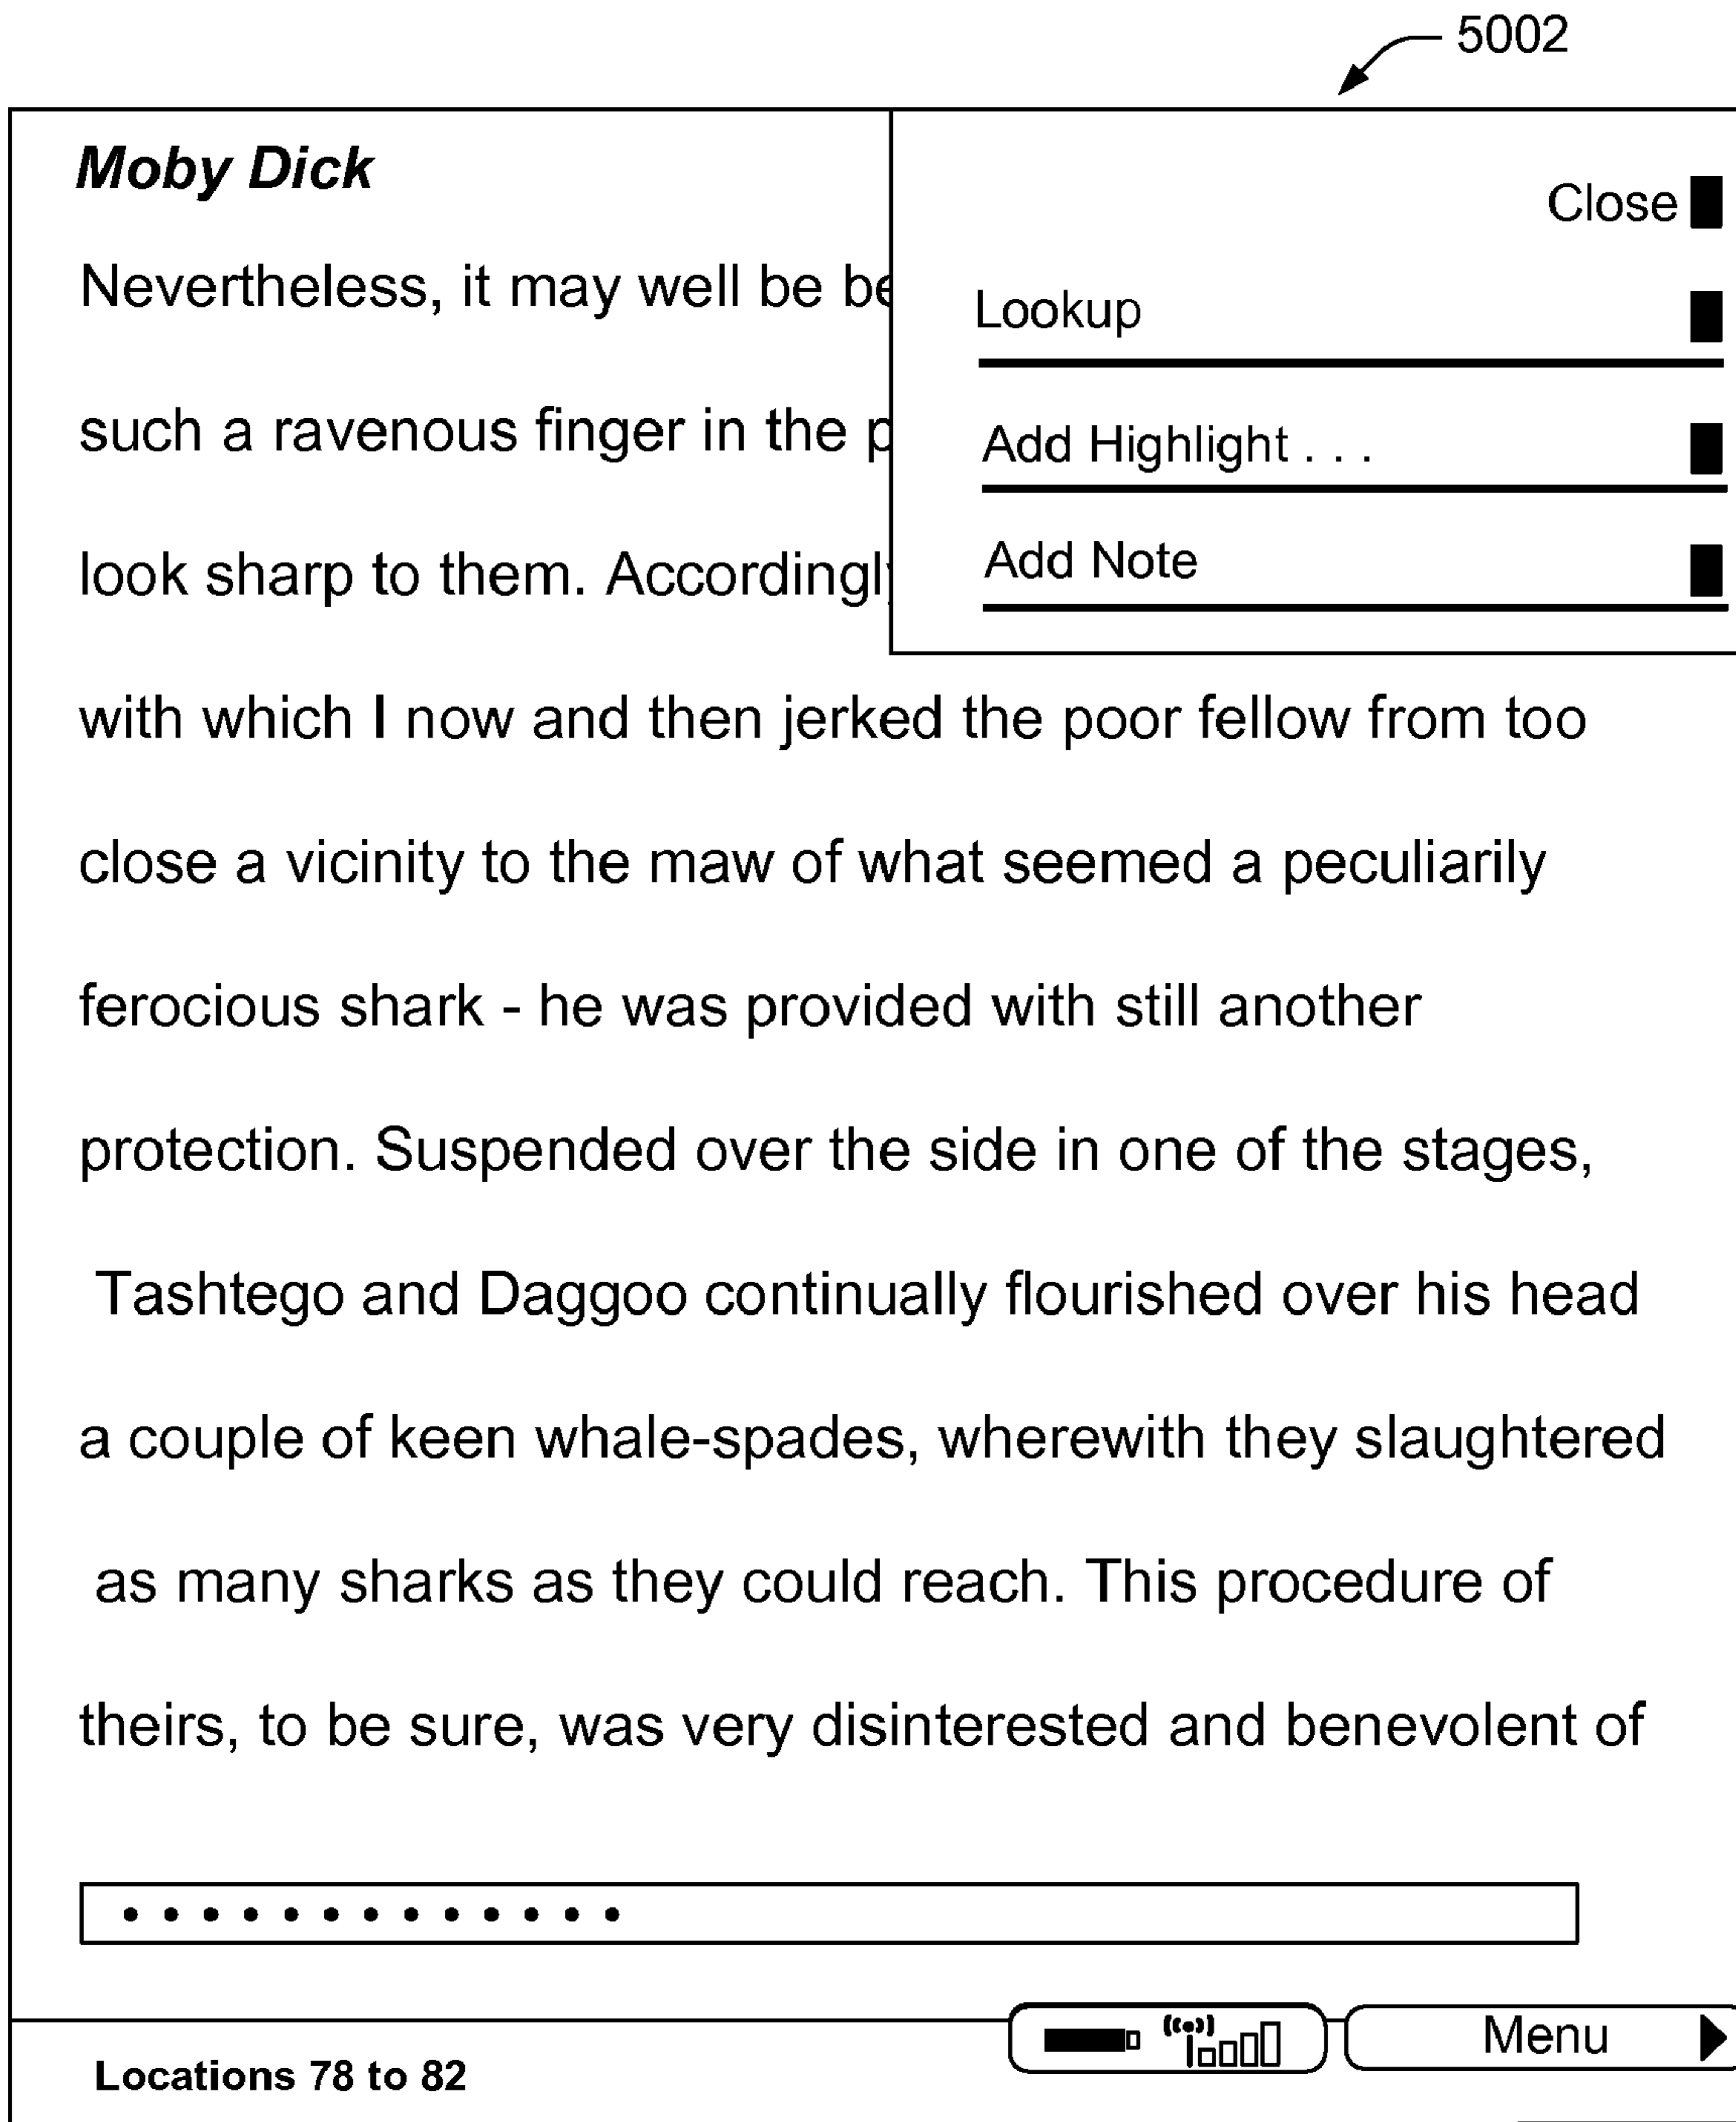 5002
Moby Dick
Close
Nevertheless, it may well be be
Lookup
such a ravenous finger in the p
Add Highlight . . .
look sharp to them. Accordingly
Add Note
with which I now and then jerked the poor fellow from too
close a vicinity to the maw of what seemed a peculiarily
ferocious shark - he was provided with still another
protection. Suspended over the side in one of the stages,
Tashtego and Daggoo continually flourished over his head
a couple of keen whale-spades, wherewith they slaughtered
as many sharks as they could reach. This procedure of
theirs, to be sure, was very disinterested and benevolent of
Menu
Locations 78 to 82